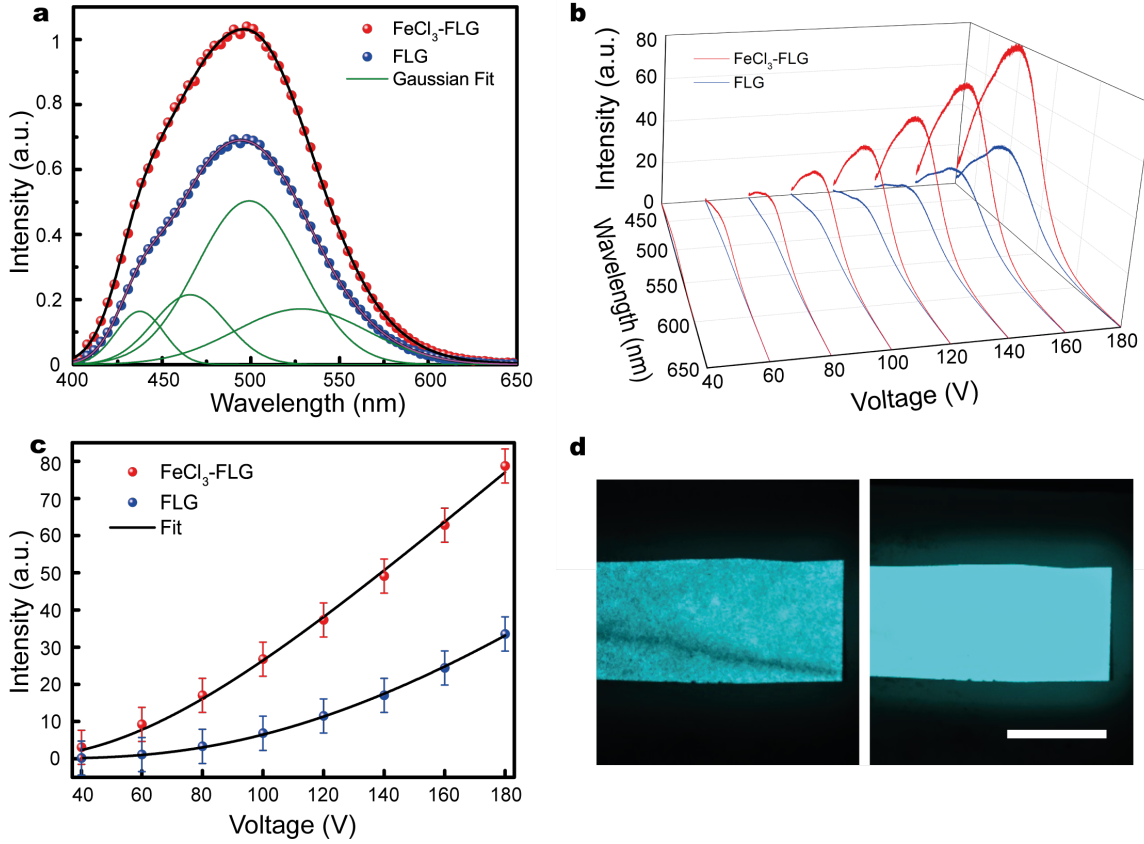 a
FeCl3-FLG
FLG
Gaussian Fit
Intensity (a.u.)
1
0.8
0.6
0.4
0.2
0
400 450 500 550 600 650
Wavelength (nm)
b
FeCl3-FLG
FLG
Intensity (a.u.)
80
60
40
20
0
450
500
550
600
650
Wavelength (nm)
40 60 80 100 120 140 160 180
Voltage (V)
c
FeCl3-FLG
FLG
Fit
Intensity (a.u.)
80
70
60
50
40
30
20
10
0
40 60 80 100 120 140 160 180
Voltage (V)
d